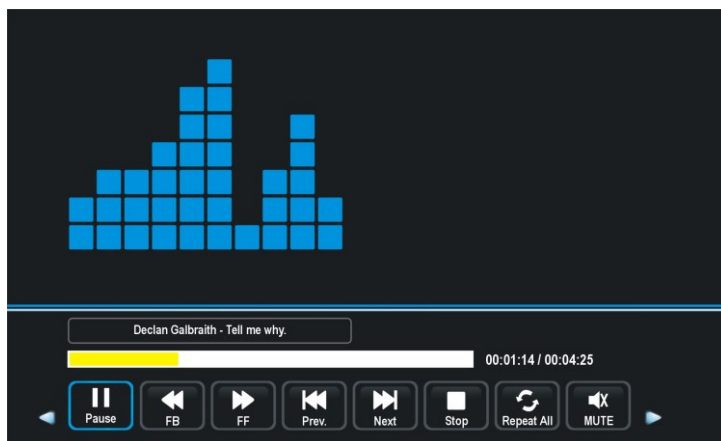 Declan Galbraith - Tell me why.
00:01:14 / 00:04:25
Pause FB FF Prev. Next Stop Repeat All MUTE